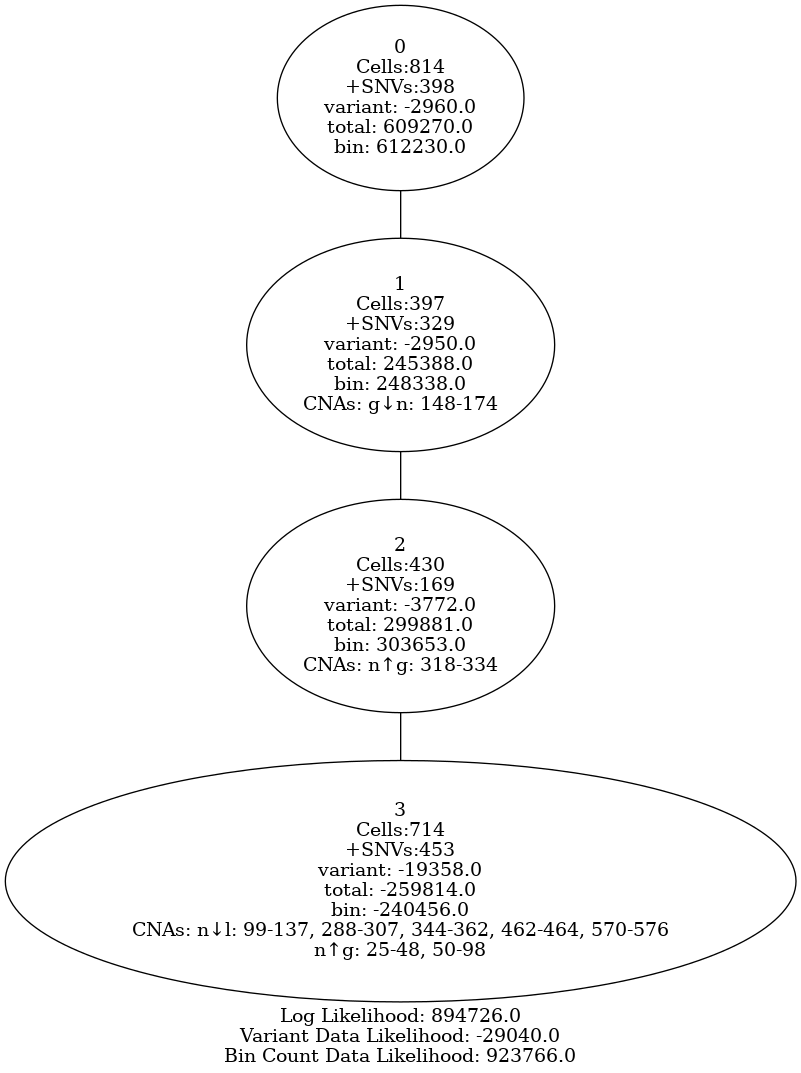 0
Cells:814
+SNVs:398
variant: -2960.0
total: 609270.0
bin: 612230.0
1
Cells:397
+SNVs:329
variant: -2950.0
total: 245388.0
bin: 248338.0
CNAs: g↓n: 148-174
2
Cells:430
+SNVs:169
variant: -3772.0
total: 299881.0
bin: 303653.0
CNAs: n↑g: 318-334
3
Cells:714
+SNVs:453
variant: -19358.0
total: -259814.0
bin: -240456.0
CNAs: n↓l: 99-137, 288-307, 344-362, 462-464, 570-576
n↑g: 25-48, 50-98
Log Likelihood: 894726.0
Variant Data Likelihood: -29040.0
Bin Count Data Likelihood: 923766.0